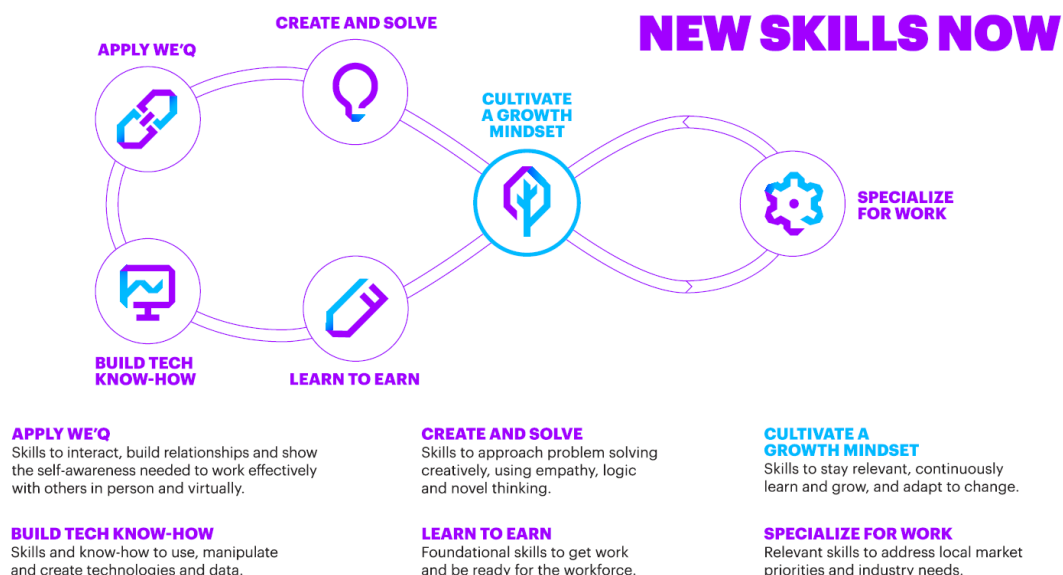 NEW SKILLS NOW
CREATE AND SOLVE
APPLY WE'Q
CULTIVATE
A GROWTH
MINDSET
SPECIALIZE
FOR WORK
BUILD TECH
KNOW-HOW
LEARN TO EARN
APPLY WE'Q
Skills to interact, build relationships and show
the self-awareness needed to work effectively
with others in person and virtually.
CREATE AND SOLVE
Skills to approach problem solving
creatively, using empathy, logic
and novel thinking.
CULTIVATE A
GROWTH MINDSET
Skills to stay relevant, continuously
learn and grow, and adapt to change.
BUILD TECH KNOW-HOW
Skills and know-how to use, manipulate
and create technologies and data.
LEARN TO EARN
Foundational skills to get work
and be ready for the workforce.
SPECIALIZE FOR WORK
Relevant skills to address local market
priorities and industry needs.